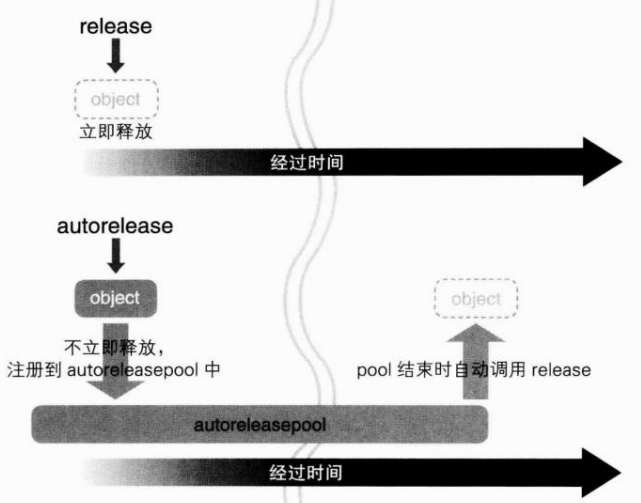 release
object
立即释放
经过时间
autorelease
object
object
不立即释放，
注册到 autoreleasepool 中
pool 结束时自动调用 release
autoreleasepool
经过时间